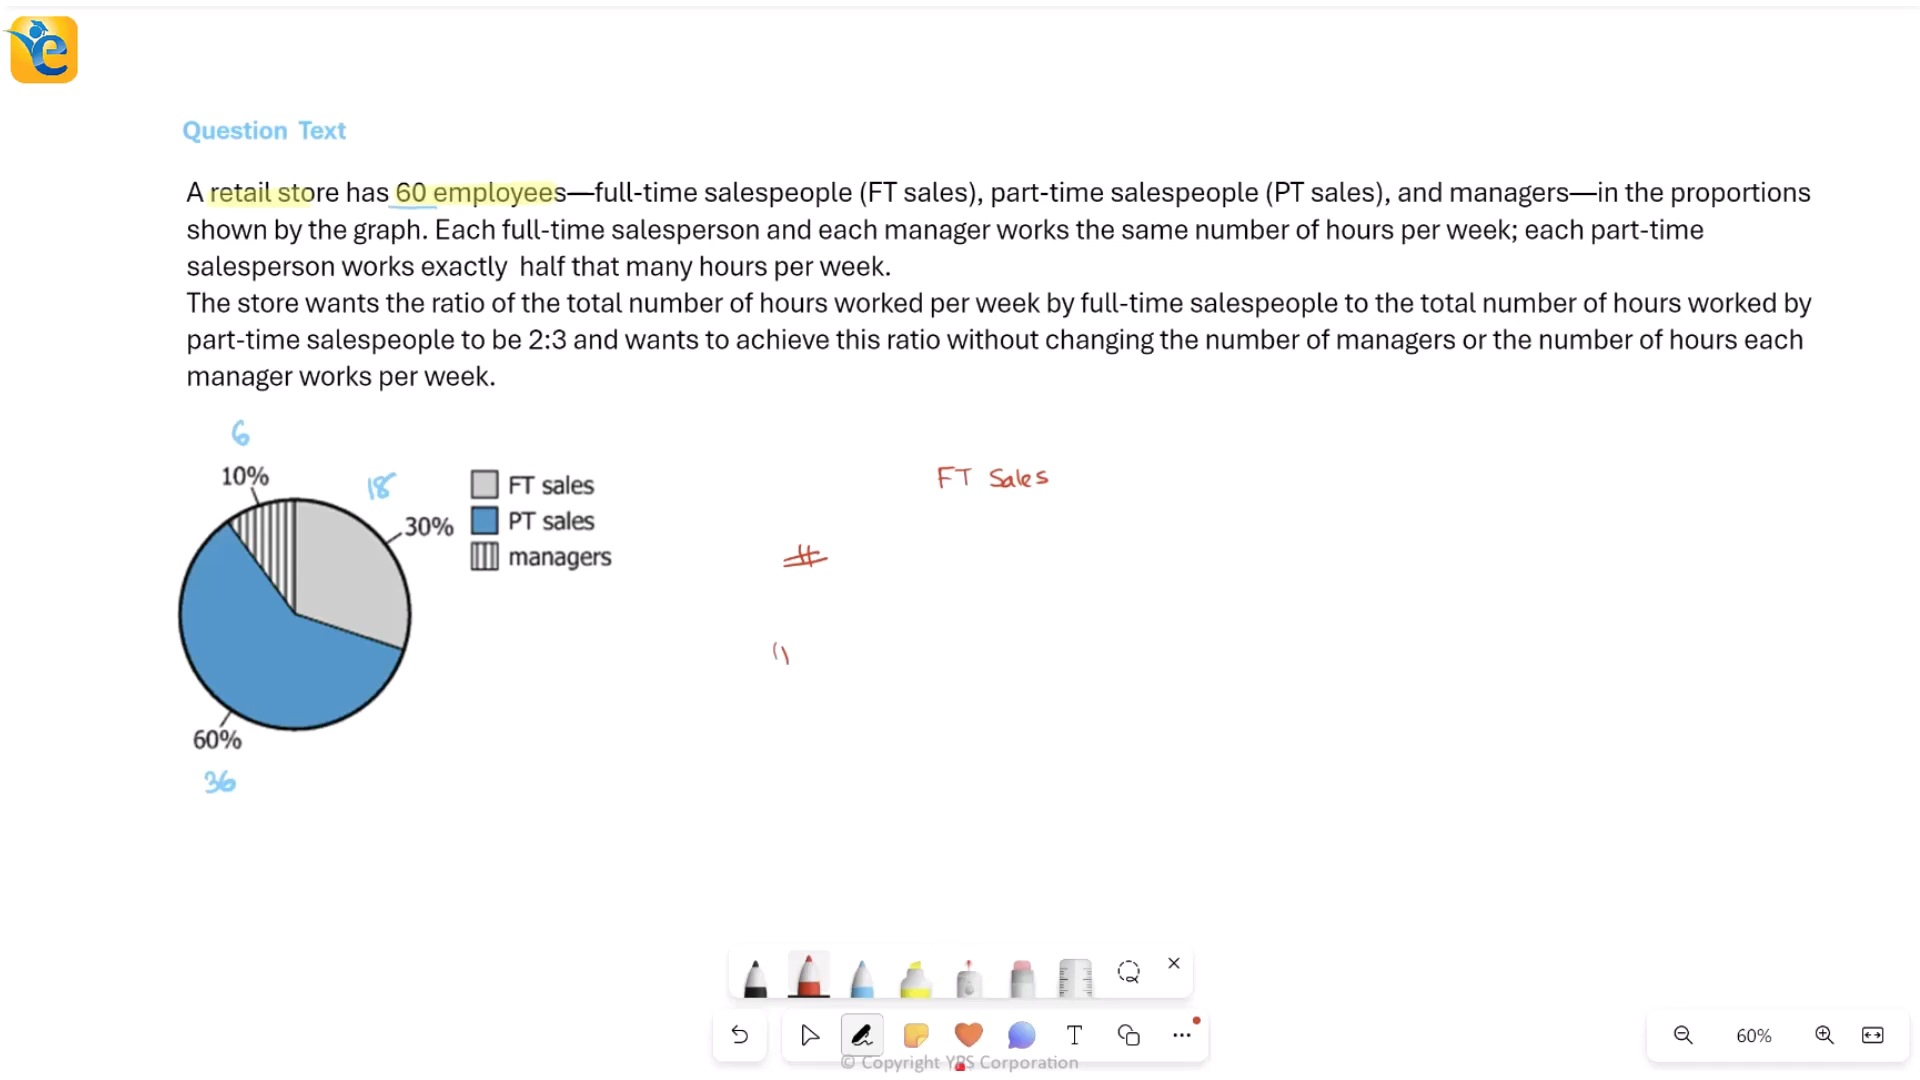 Question Text
A retail store has 60 employees—full-time salespeople (FT sales), part-time salespeople (PT sales), and managers—in the proportions
shown by the graph. Each full-time salesperson and each manager works the same number of hours per week; each part-time
salesperson works exactly half that many hours per week.
The store wants the ratio of the total number of hours worked per week by full-time salespeople to the total number of hours worked by
part-time salespeople to be 2:3 and wants to achieve this ratio without changing the number of managers or the number of hours each
manager works per week.
6
10%
18
30%
FT sales
PT sales
managers
60%
36
FT Sales
#
60%
© Copyright YRS Corporation